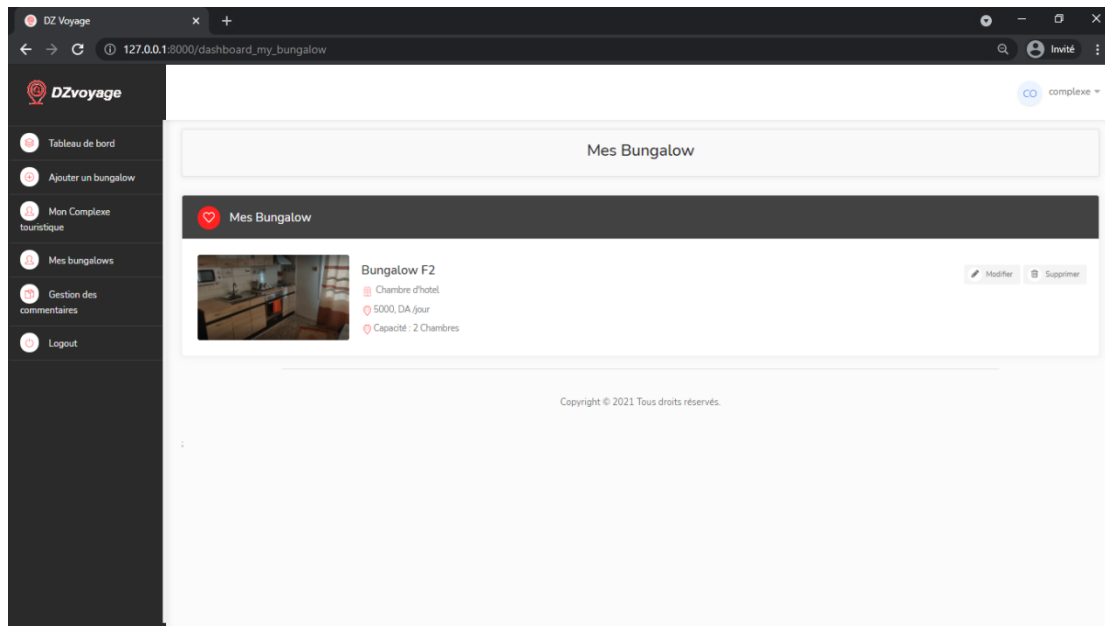 DZ Voyage
127.0.0.1:8000/dashboard_my_bungalow
Invité
DZvoyage
CO
complexe
Tableau de bord
Ajouter un bungalow
Mon Complexe
touristique
Mes bungalows
Gestion des
commentaires
Logout
Mes Bungalow
Mes Bungalow
Bungalow F2
Chambre d'hotel
5000, DA /jour
Capacité : 2 Chambres
Modifier
Supprimer
Copyright © 2021 Tous droits réservés.
;